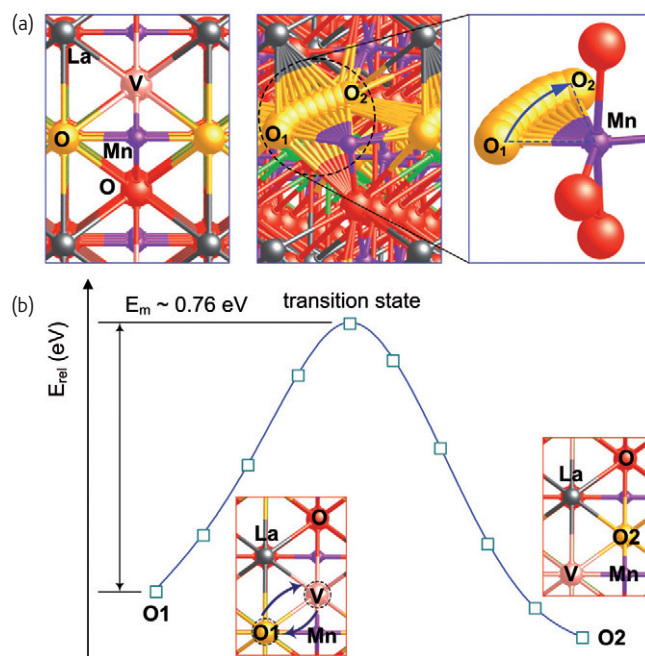 (a)
La
V
O
Mn
O
O₂
O₁
O₂
Mn
O₁
(b)
Eₘ ~ 0.76 eV
transition state
E_rel (eV)
O1
La
O
V
O1
Mn
La
O
O2
V
Mn
O2